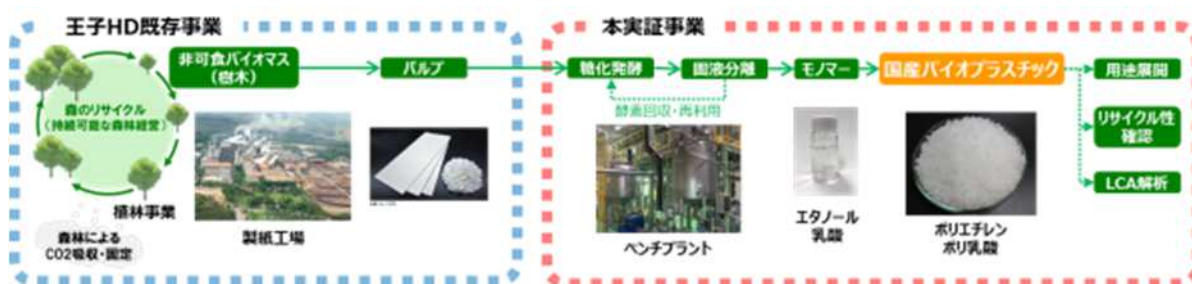 王子HD既存事業
森のリサイクル
(持続可能な森林経営)
植林事業
森林による
CO2吸収・固定
非可食バイオマス
(樹木)
パルプ
製紙工場
本実証事業
糖化発酵
固液分離
モノマー
国産バイオプラスチック
酵素回収・再利用
ベンチプラント
エタノール
乳酸
ポリエチレン
ポリ乳酸
用途展開
リサイクル性
確認
LCA解析